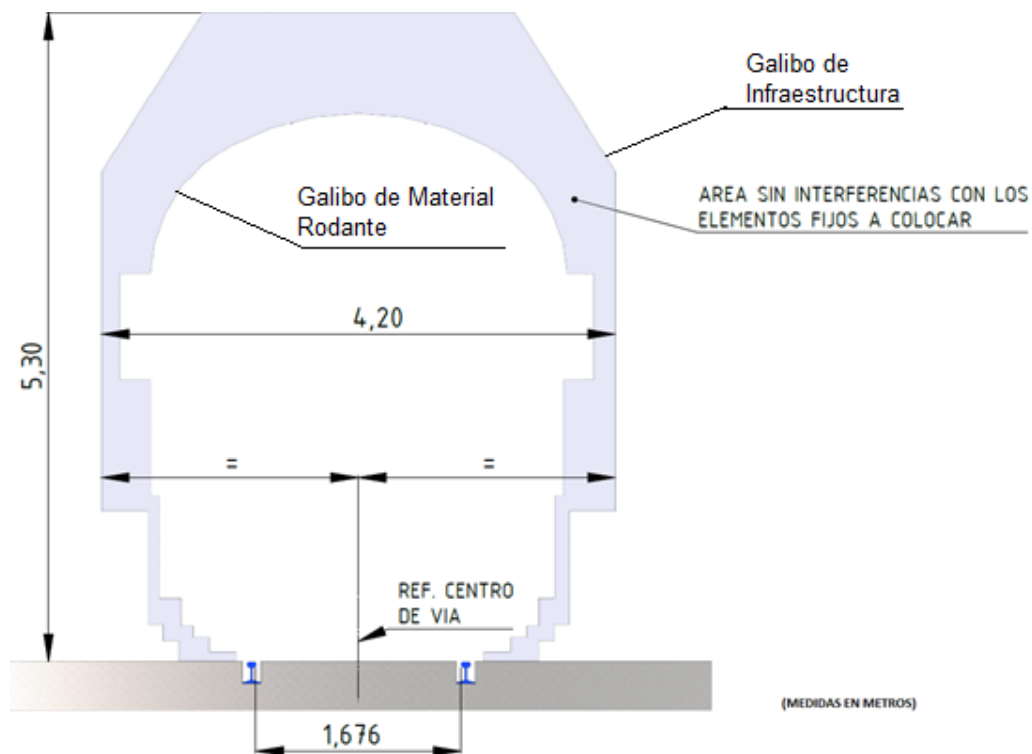 Galibo de
Infraestructura
AREA SIN INTERFERENCIAS CON LOS
ELEMENTOS FIJOS A COLOCAR
Galibo de Material
Rodante
4,20
5,30
=
=
REF. CENTRO
DE VIA
(MEDIDAS EN METROS)
1,676